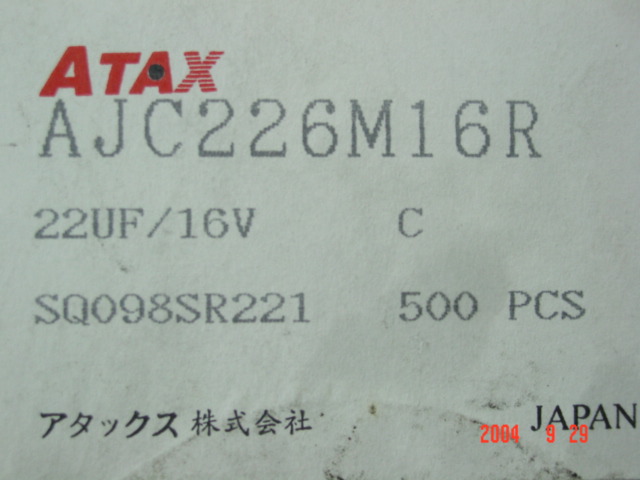 ATAX
AJC226M16R
22UF/16V C
SQ098SR221 500 PCS
アタックス株式会社 JAPAN
2004 9 29